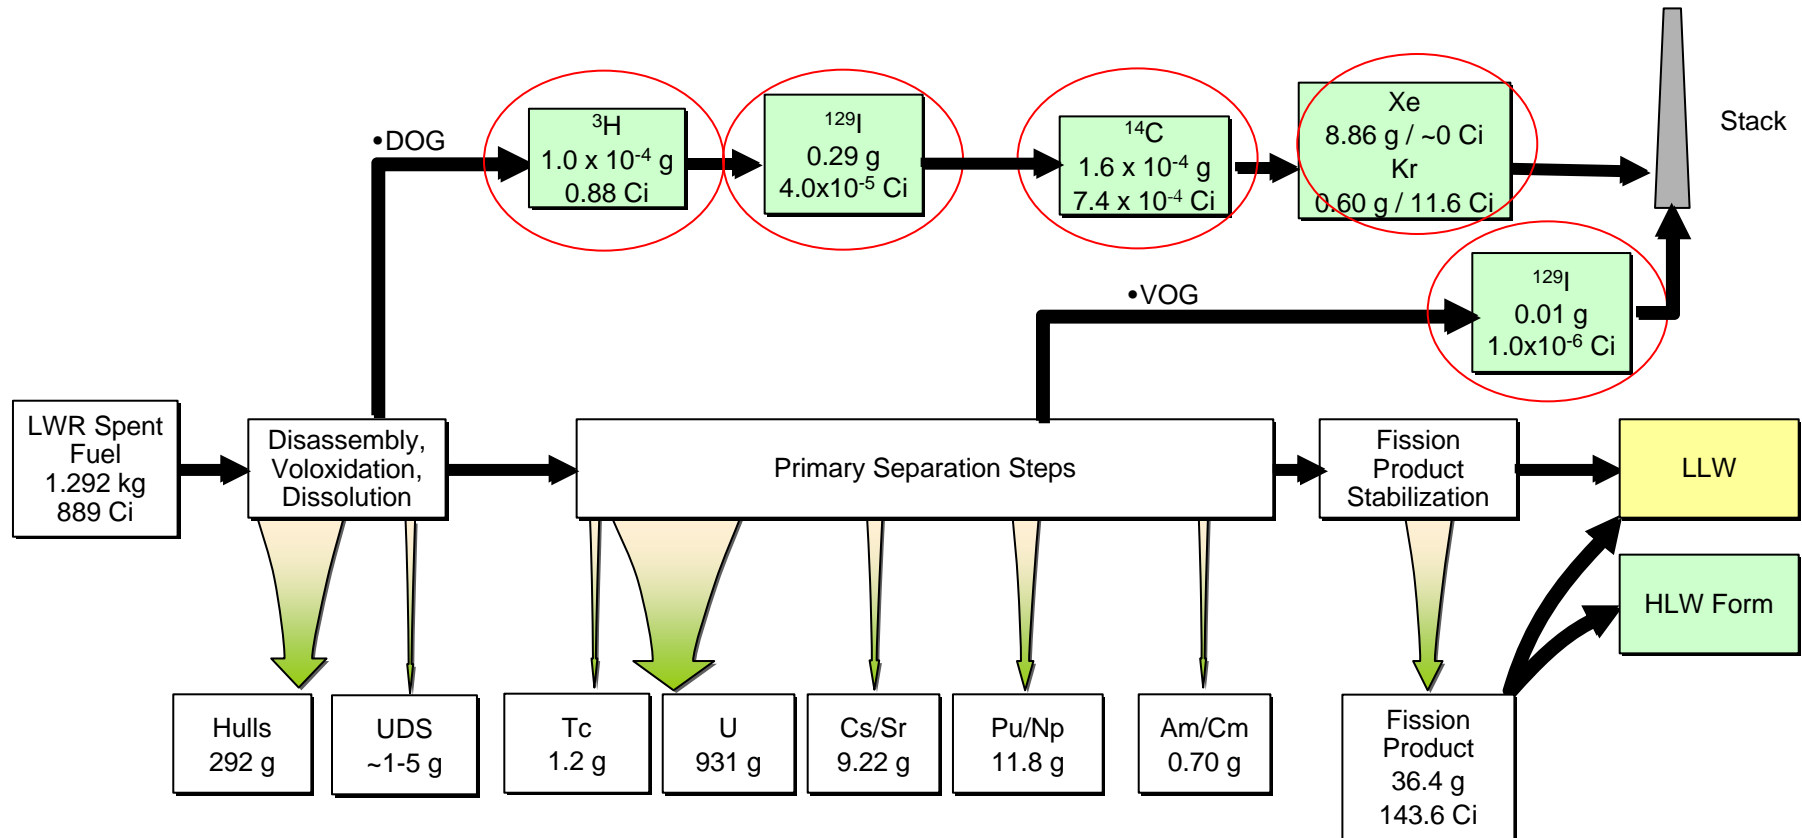 •DOG
³H
1.0 x 10⁻⁴ g
0.88 Ci
¹²⁹I
0.29 g
4.0x10⁻⁵ Ci
¹⁴C
1.6 x 10⁻⁴ g
7.4 x 10⁻⁴ Ci
Xe
8.86 g / ~0 Ci
Kr
0.60 g / 11.6 Ci
Stack
•VOG
¹²⁹I
0.01 g
1.0x10⁻⁶ Ci
LWR Spent
Fuel
1.292 kg
889 Ci
Disassembly,
Voloxidation,
Dissolution
Primary Separation Steps
Fission
Product
Stabilization
LLW
HLW Form
Hulls
292 g
UDS
~1-5 g
Tc
1.2 g
U
931 g
Cs/Sr
9.22 g
Pu/Np
11.8 g
Am/Cm
0.70 g
Fission
Product
36.4 g
143.6 Ci